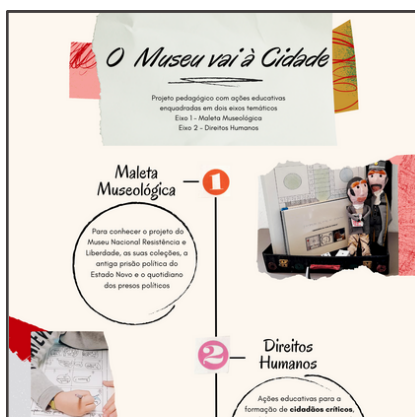 O Museu vai à Cidade
Projeto pedagógico com ações educativas
enquadradas em dois eixos temáticos
Eixo 1 - Maleta Museológica
Eixo 2 - Direitos Humanos
Maleta
Museológica
1
Para conhecer o projeto do
Museu Nacional Resistência e
Liberdade, as suas coleções, a
antiga prisão política do
Estado Novo e o quotidiano
dos presos políticos
2
Direitos
Humanos
Ações educativas para a
formação de cidadãos críticos,